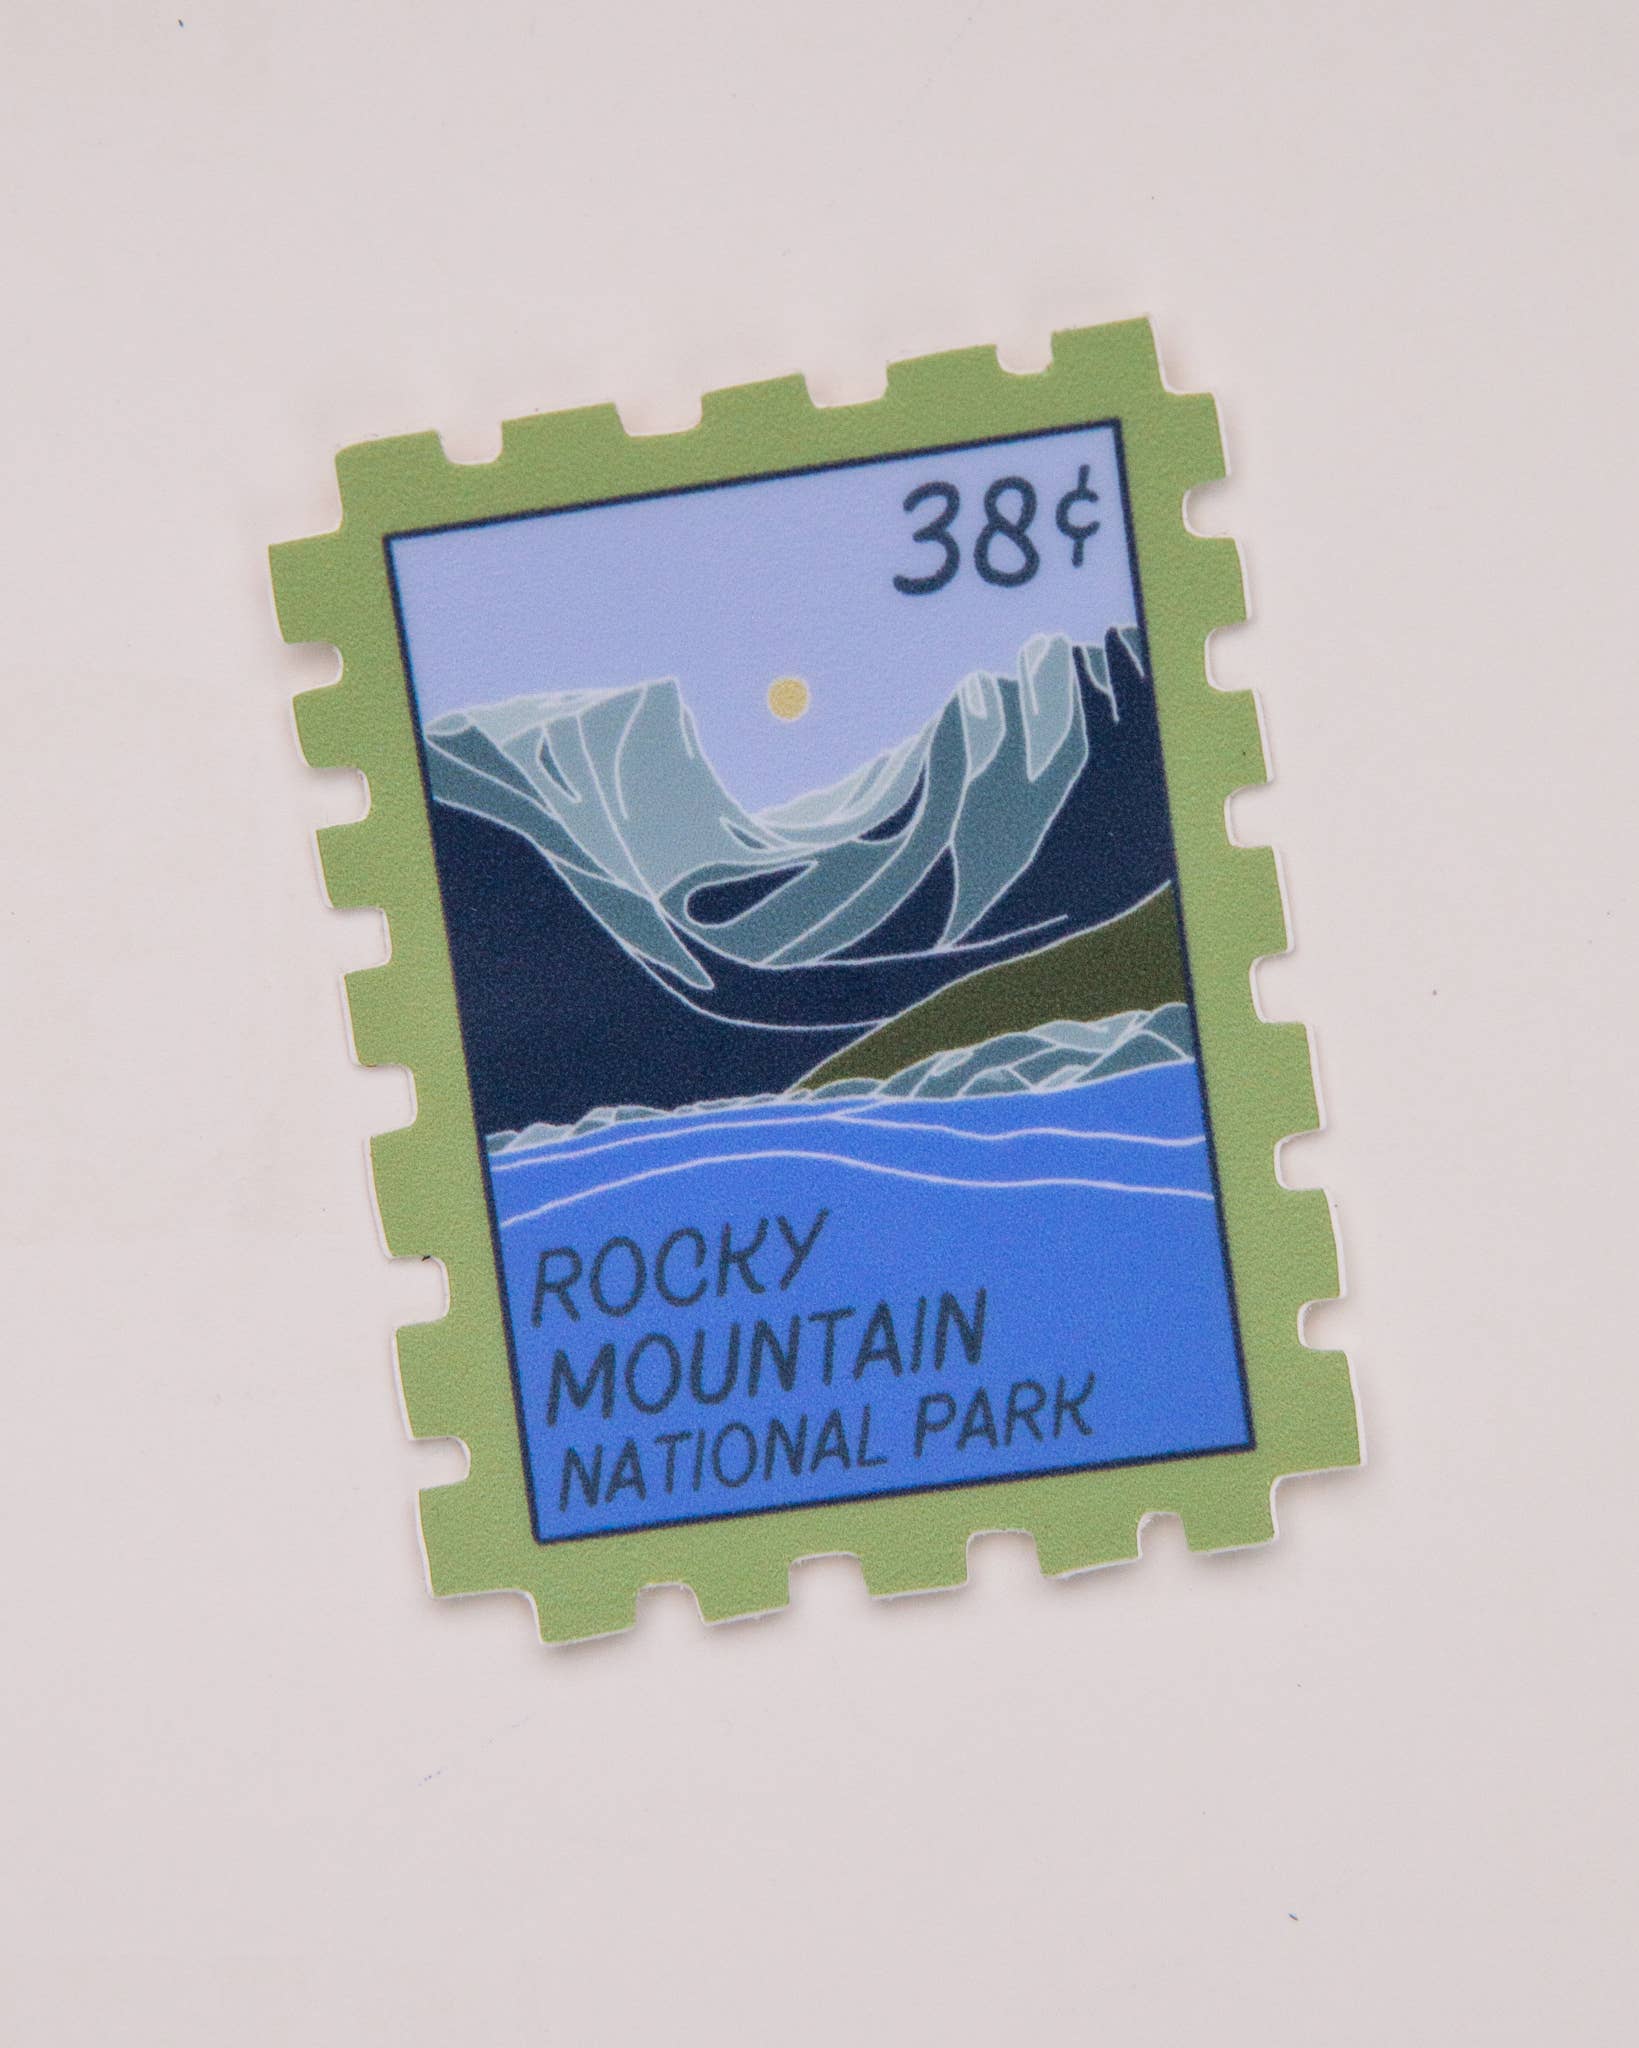 38¢
ROCKY
MOUNTAIN
NATIONAL PARK